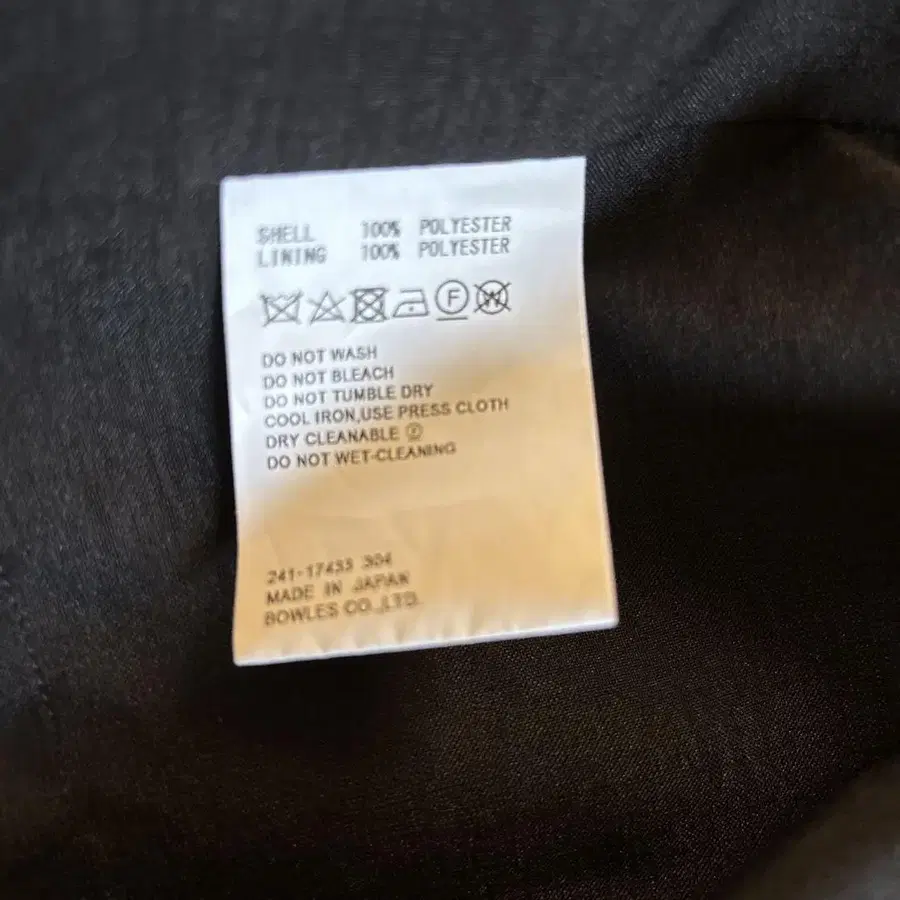 SHELL 100% POLYESTER
LINING 100% POLYESTER
F W
DO NOT WASH
DO NOT BLEACH
DO NOT TUMBLE DRY
COOL IRON,USE PRESS CLOTH
DRY CLEANABLE Ⓕ
DO NOT WET-CLEANING
241-17433 304
MADE IN JAPAN
BOWLES CO.,LTD.